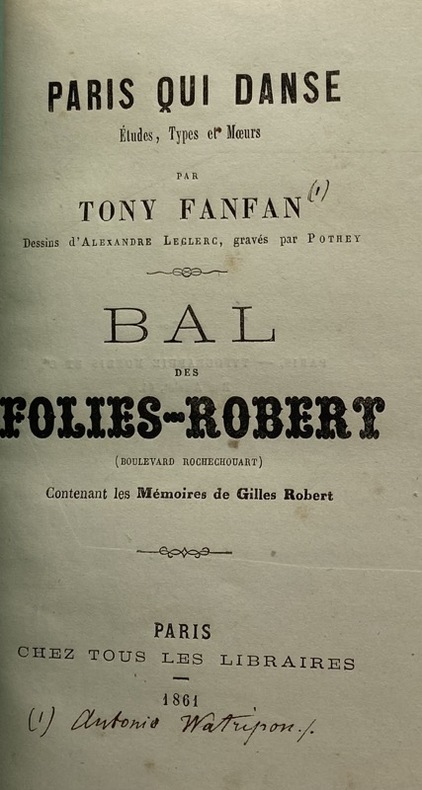 PARIS QUI DANSE
Études, Types et Mœurs
PAR
TONY FANFAN (1)
Dessins d'ALEXANDRE LECLERC, gravés par POTHEY
BAL
DES
FOLIES-ROBERT
(BOULEVARD ROCHECHOUART)
Contenant les Mémoires de Gilles Robert
PARIS
CHEZ TOUS LES LIBRAIRES
1861
(1) Antonio Watripon./.